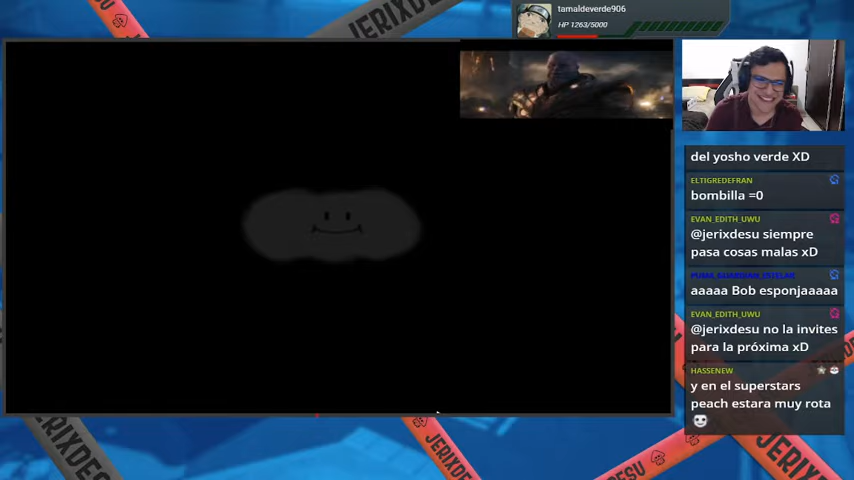 JERIXDESU
tamaldeverde906
HP 1263/5000
del yosho verde XD
ELTIGREDEFRAN
bombilla =0
EVAN_EDITH_UWU
@jerixdesu siempre
pasa cosas malas xD
aaaaa Bob esponjaaaaa
EVAN_EDITH_UWU
@jerixdesu no la invites
para la próxima xD
HASSENEW
y en el superstars
peach estara muy rota
JERIXDESU